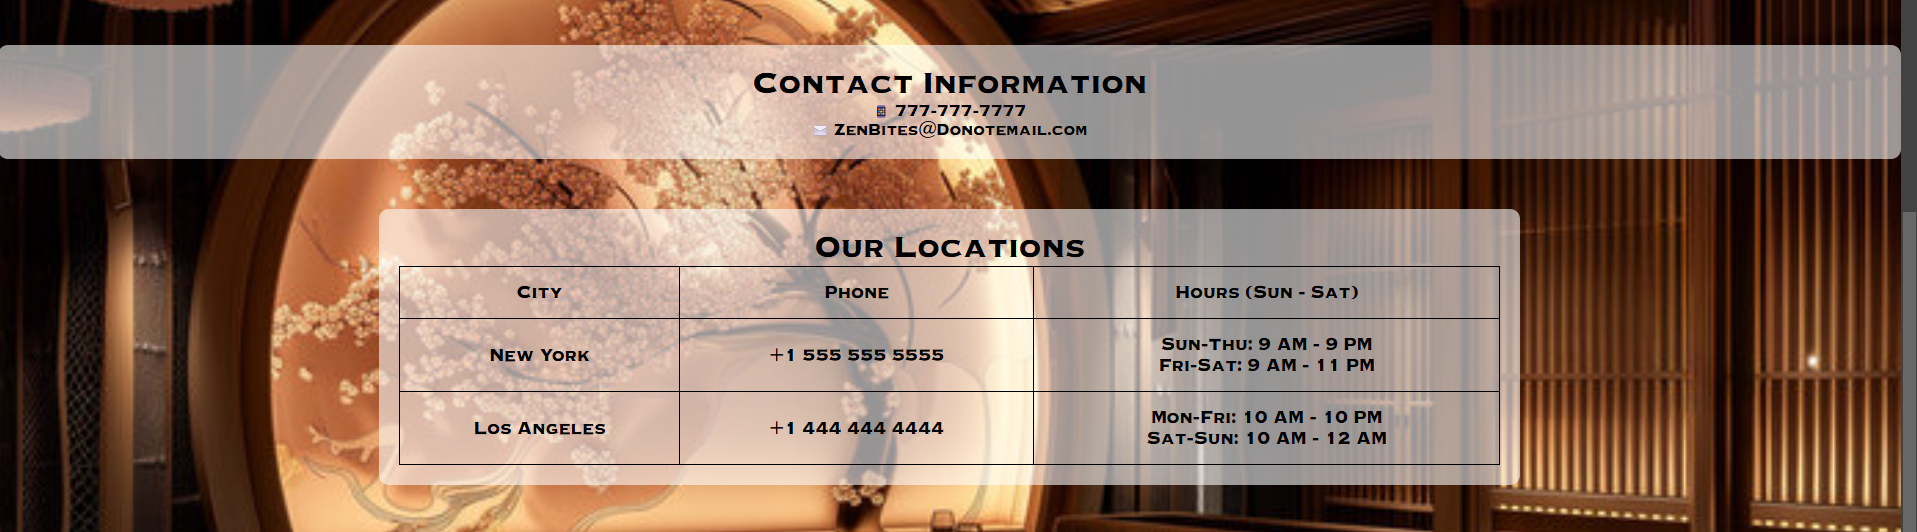 Contact Information
777-777-7777
ZenBites@Donotemail.com
Our Locations
City Phone Hours (Sun - Sat)
New York +1 555 555 5555 Sun-Thu: 9 AM - 9 PM
Fri-Sat: 9 AM - 11 PM
Los Angeles +1 444 444 4444 Mon-Fri: 10 AM - 10 PM
Sat-Sun: 10 AM - 12 AM